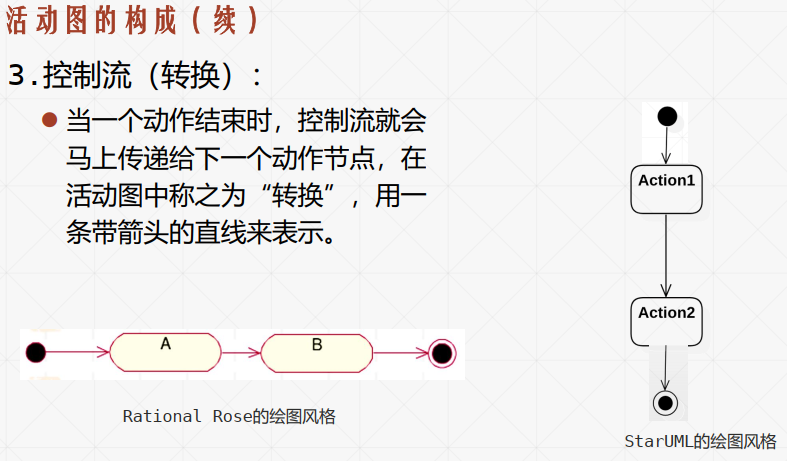 活动图的构成（续）
3.控制流（转换）：
当一个动作结束时，控制流就会
马上传递给下一个动作节点，在
活动图中称之为“转换”，用一
条带箭头的直线来表示。
Action1
Action2
A
B
Rational Rose的绘图风格
StarUML的绘图风格